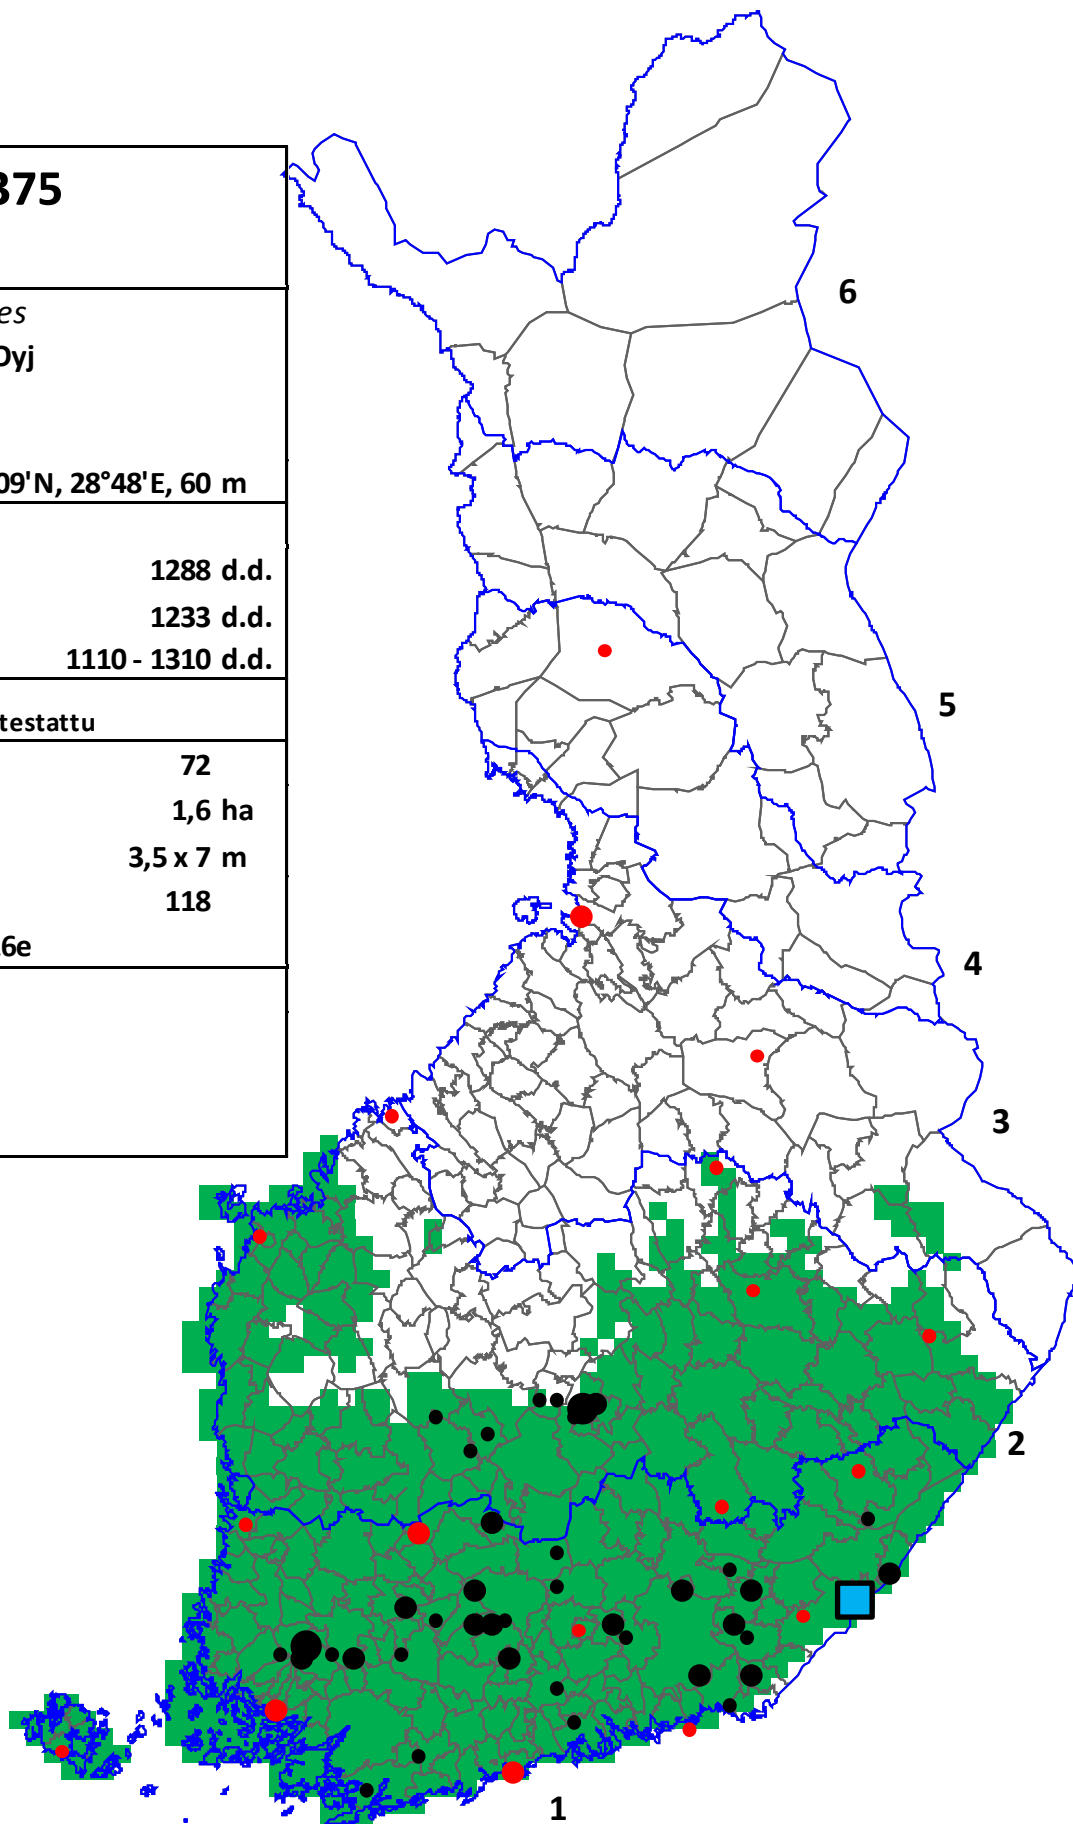 375
es
Oyj
09'N, 28°48'E, 60 m
1288 d.d.
1233 d.d.
1110 - 1310 d.d.
testattu
72
1,6 ha
3,5 x 7 m
118
6e
6
5
4
3
2
1